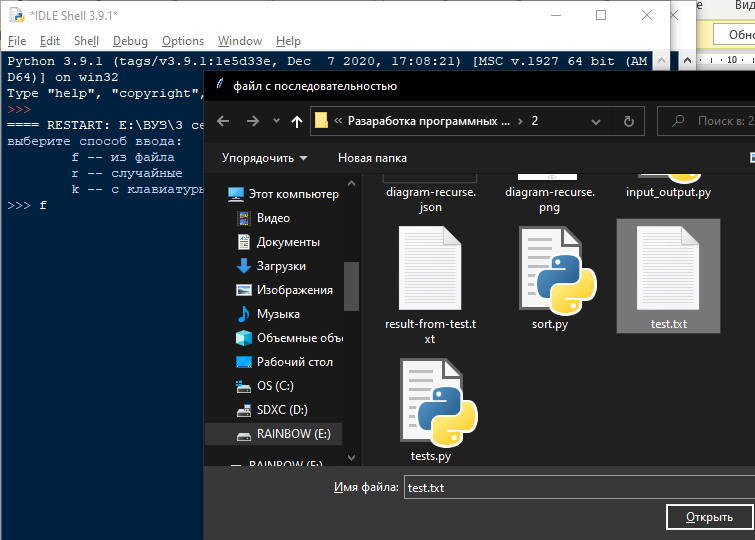 *IDLE Shell 3.9.1*
File Edit Shell Debug Options Window Help
Python 3.9.1 (tags/v3.9.1:1e5d33e, Dec  7 2020, 17:08:21) [MSC v.1927 64 bit (AM
D64)] on win32
Type "help", "copyright",
>>>
==== RESTART: E:\ВУЗ\3 се
выберите способ ввода:
f -- из файла
r -- случайные
k -- с клавиатуры
>>> f
Вид
Обно
10
файл с последовательностью
« Разаработка программных ... > 2
Поиск в: 2
Упорядочить
Новая папка
Этот компьютер
Видео
Документы
Загрузки
Изображения
Музыка
Объемные объе
Рабочий стол
OS (C:)
SDXC (D:)
RAINBOW (E:)
RAINBOW (E:)
diagram-recurse.
json
diagram-recurse.
png
input_output.py
result-from-test.t
xt
sort.py
test.txt
tests.py
Имя файла: test.txt
Открыть